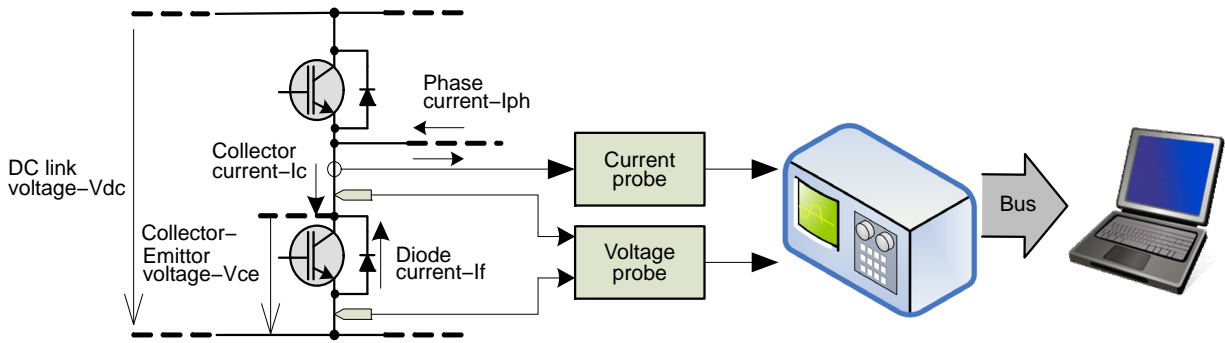 Phase
current–Iph
DC link
voltage–Vdc
Collector
current–Ic
Current
probe
Bus
Collector–
Emittor
voltage–Vce
Diode
current–If
Voltage
probe